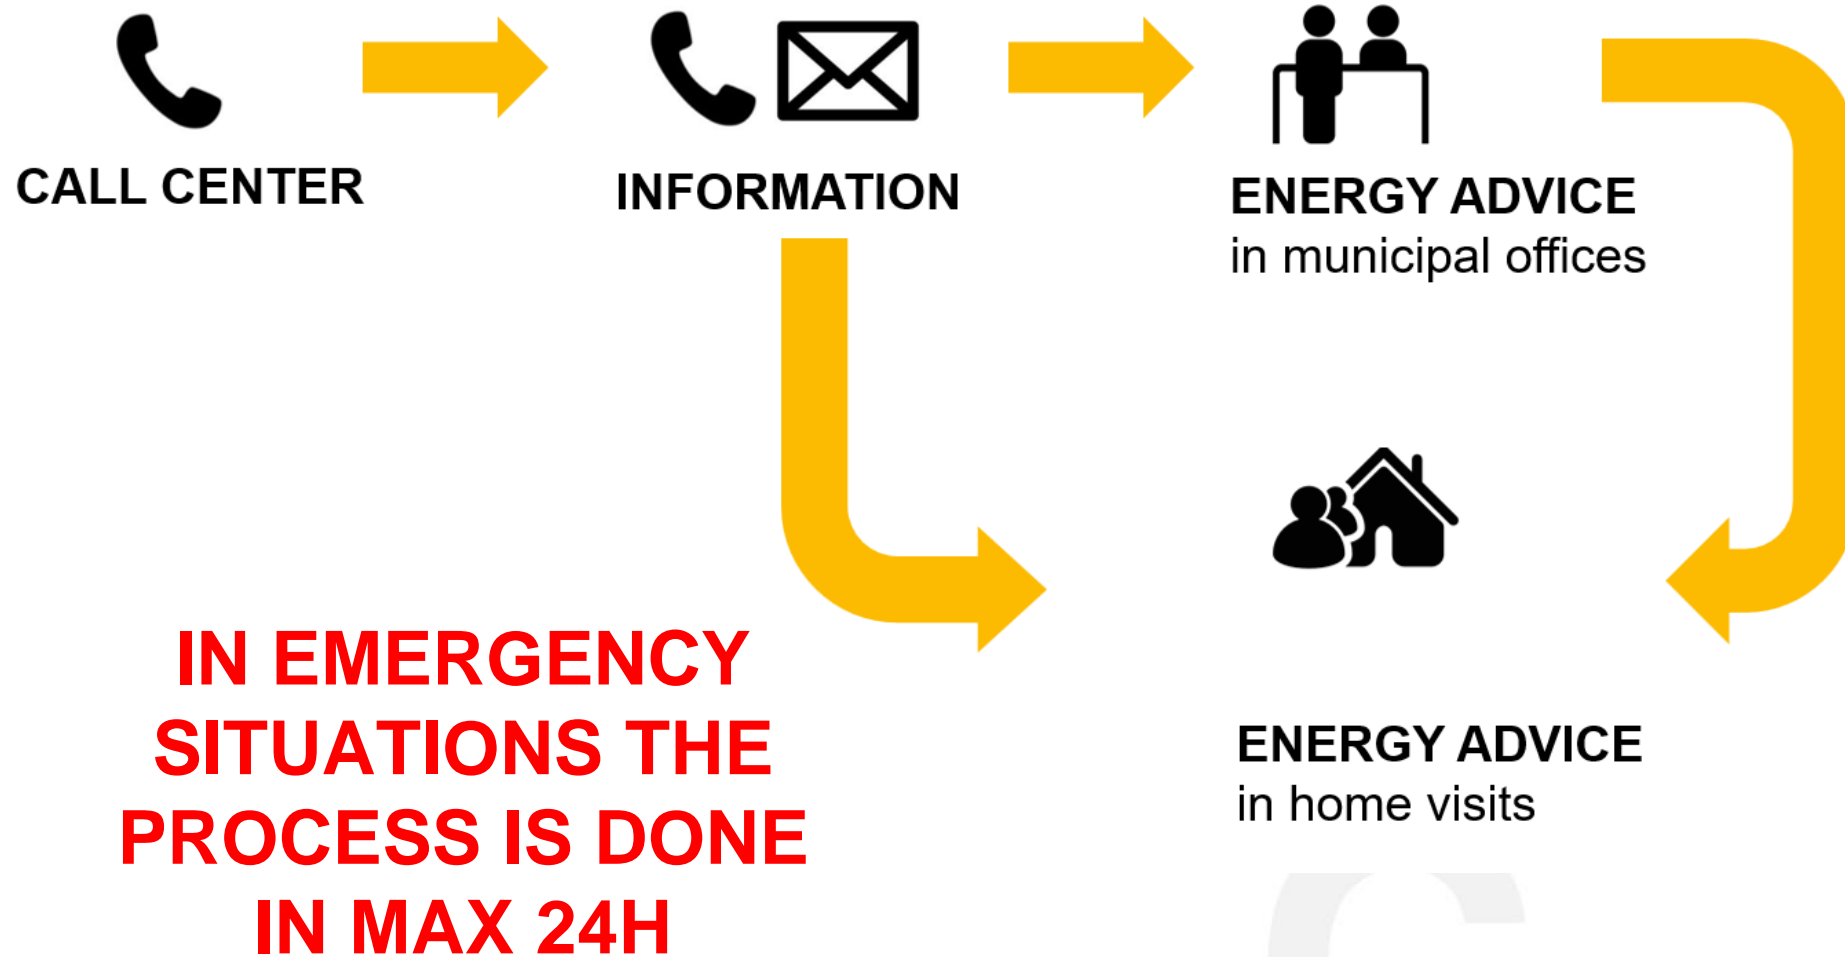 CALL CENTER
INFORMATION
ENERGY ADVICE
in municipal offices
IN EMERGENCY
SITUATIONS THE
PROCESS IS DONE
IN MAX 24H
ENERGY ADVICE
in home visits